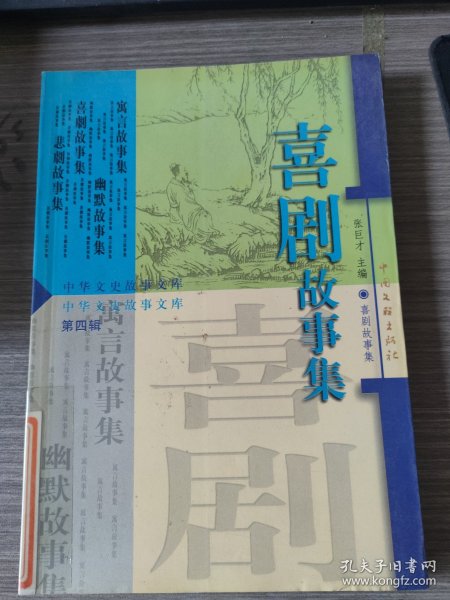 喜剧故事集
张巨才 主编
喜剧故事集
中国文联出版社
寓言故事集
幽默故事集
喜劇故事集
悲劇故事集
中华文史故事文库
中华文史故事文库
第四辑
寓言故事集
幽默故事集
喜剧
孔夫子旧书网
www.kongfz.com